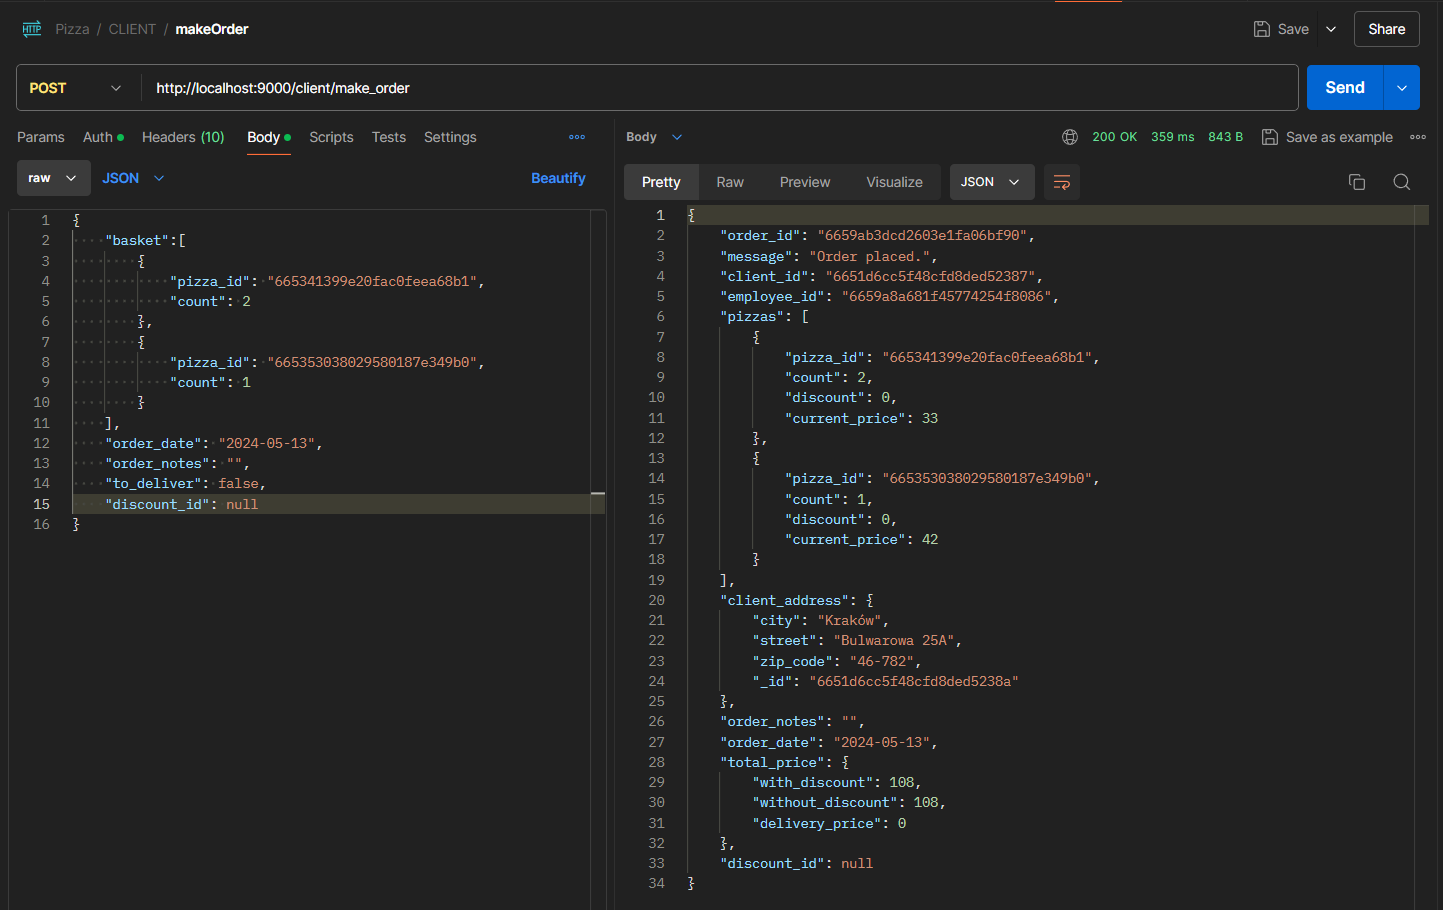 HTTP Pizza / CLIENT / makeOrder Save Share
POST http://localhost:9000/client/make_order Send
Params Auth Headers (10) Body Scripts Tests Settings
raw JSON Beautify
1 {
2 "basket":[
3 {
4 "pizza_id": "665341399e20fac0feea68b1",
5 "count": 2
6 },
7 {
8 "pizza_id": "665353038029580187e349b0",
9 "count": 1
10 }
11 ],
12 "order_date": "2024-05-13",
13 "order_notes": "",
14 "to_deliver": false,
15 "discount_id": null
16 }
Body 200 OK 359 ms 843 B Save as example
Pretty Raw Preview Visualize JSON
1 {
2 "order_id": "6659ab3dcd2603e1fa06bf90",
3 "message": "Order placed.",
4 "client_id": "6651d6cc5f48cfd8ded52387",
5 "employee_id": "6659a8a681f45774254f8086",
6 "pizzas": [
7 {
8 "pizza_id": "665341399e20fac0feea68b1",
9 "count": 2,
10 "discount": 0,
11 "current_price": 33
12 },
13 {
14 "pizza_id": "665353038029580187e349b0",
15 "count": 1,
16 "discount": 0,
17 "current_price": 42
18 }
19 ],
20 "client_address": {
21 "city": "Kraków",
22 "street": "Bulwarowa 25A",
23 "zip_code": "46-782",
24 "_id": "6651d6cc5f48cfd8ded5238a"
25 },
26 "order_notes": "",
27 "order_date": "2024-05-13",
28 "total_price": {
29 "with_discount": 108,
30 "without_discount": 108,
31 "delivery_price": 0
32 },
33 "discount_id": null
34 }